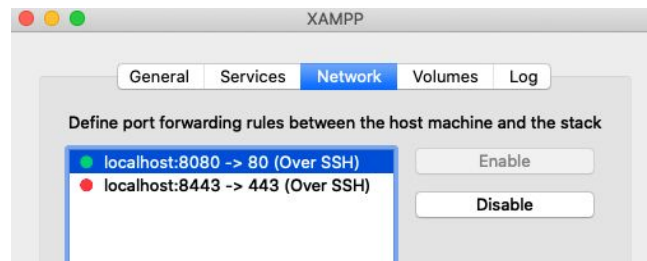 XAMPP
General Services Network Volumes Log
Define port forwarding rules between the host machine and the stack
localhost:8080 -> 80 (Over SSH)
Enable
localhost:8443 -> 443 (Over SSH)
Disable